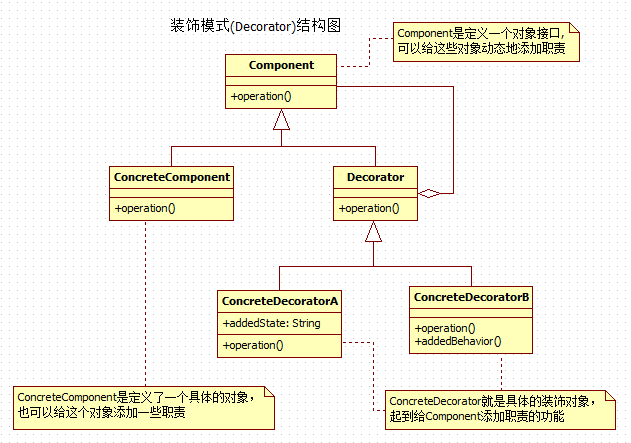 装饰模式(Decorator)结构图
Component是定义一个对象接口,
可以给这些对象动态地添加职责
Component
+operation()
ConcreteComponent
+operation()
Decorator
+operation()
ConcreteDecoratorA
+addedState: String
+operation()
ConcreteDecoratorB
+operation()
+addedBehavior()
ConcreteComponent是定义了一个具体的对象，
也可以给这个对象添加一些职责
ConcreteDecorator就是具体的装饰对象，
起到给Component添加职责的功能